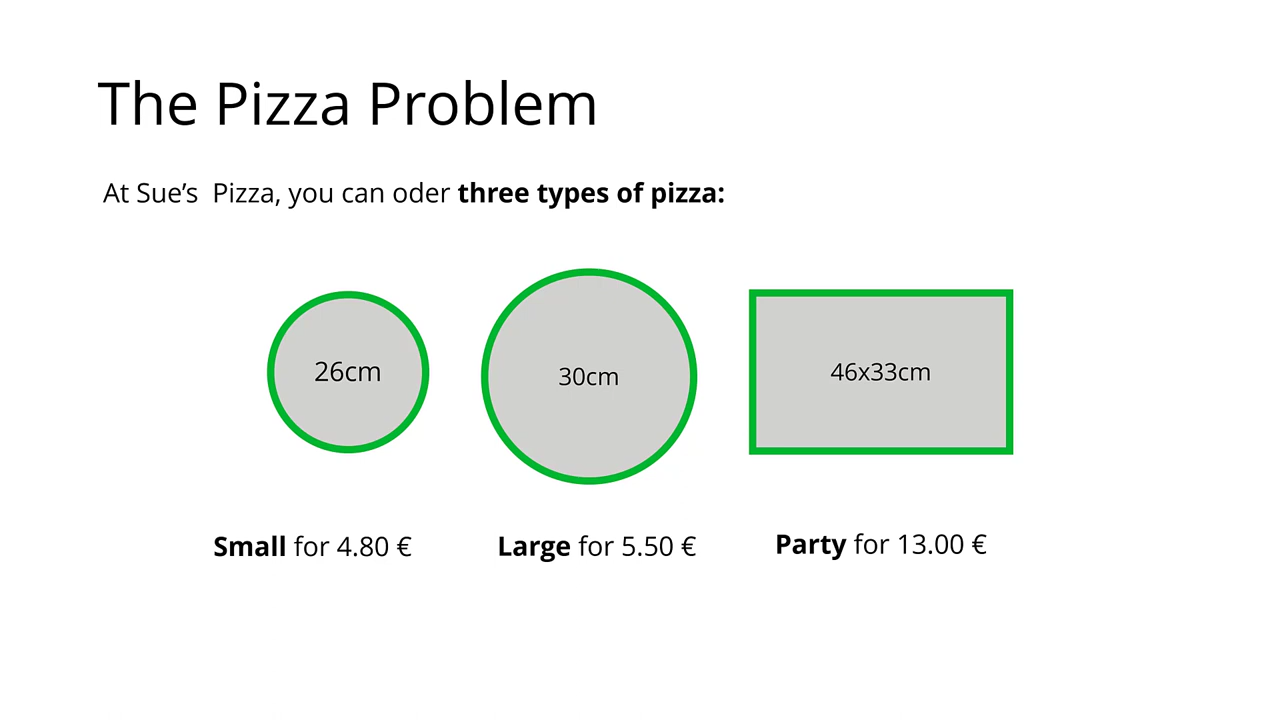 The Pizza Problem
At Sue’s  Pizza, you can oder three types of pizza:
26cm
30cm
46x33cm
Small for 4.80 €
Large for 5.50 €
Party for 13.00 €